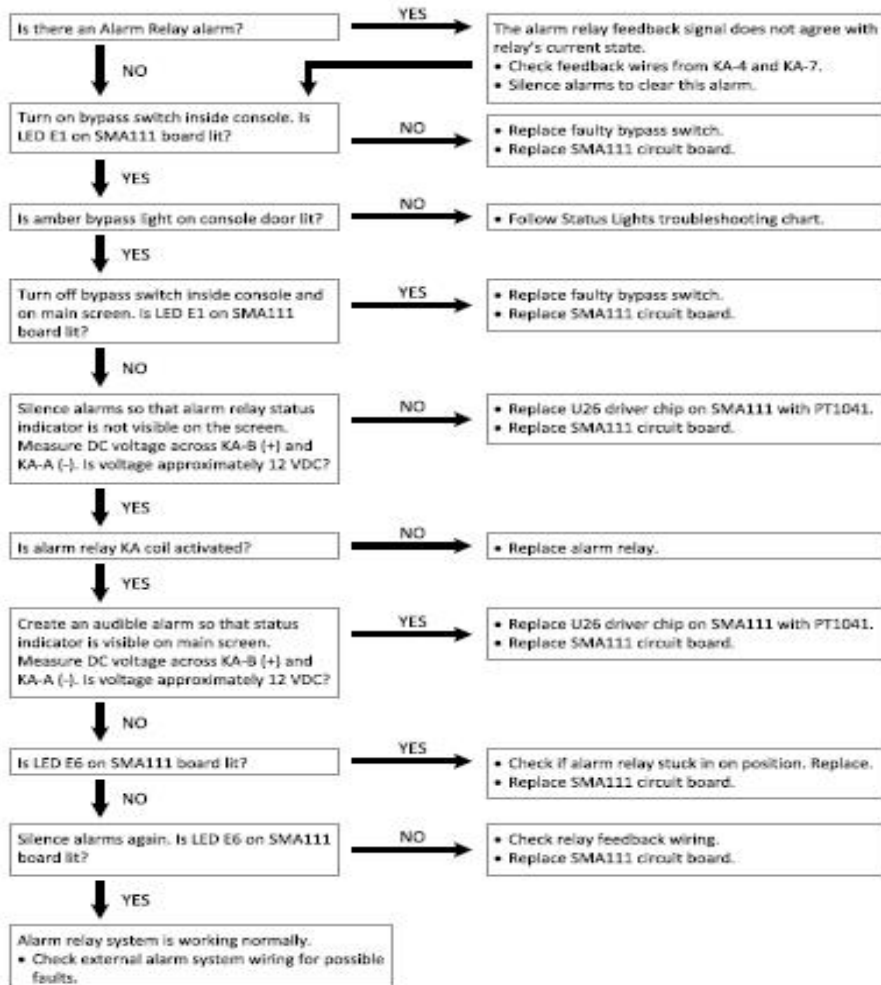 Is there an Alarm Relay alarm?
YES
The alarm relay feedback signal does not agree with
relay's current state.
• Check feedback wires from KA-4 and KA-7.
• Silence alarms to clear this alarm.
NO
Turn on bypass switch inside console. Is
LED E1 on SMA111 board lit?
NO
• Replace faulty bypass switch.
• Replace SMA111 circuit board.
YES
Is amber bypass light on console door lit?
NO
• Follow Status Lights troubleshooting chart.
YES
Turn off bypass switch inside console and
on main screen. Is LED E1 on SMA111
board lit?
YES
• Replace faulty bypass switch.
• Replace SMA111 circuit board.
NO
Silence alarms so that alarm relay status
indicator is not visible on the screen.
Measure DC voltage across KA-B (+) and
KA-A (-). Is voltage approximately 12 VDC?
NO
• Replace U26 driver chip on SMA111 with PT1041.
• Replace SMA111 circuit board.
YES
Is alarm relay KA coil activated?
NO
• Replace alarm relay.
YES
Create an audible alarm so that status
indicator is visible on main screen.
Measure DC voltage across KA-B (+) and
KA-A (-). Is voltage approximately 12 VDC?
YES
• Replace U26 driver chip on SMA111 with PT1041.
• Replace SMA111 circuit board.
NO
Is LED E6 on SMA111 board lit?
YES
• Check if alarm relay stuck in on position. Replace.
• Replace SMA111 circuit board.
NO
Silence alarms again. Is LED E6 on SMA111
board lit?
NO
• Check relay feedback wiring.
• Replace SMA111 circuit board.
YES
Alarm relay system is working normally.
• Check external alarm system wiring for possible
faults.